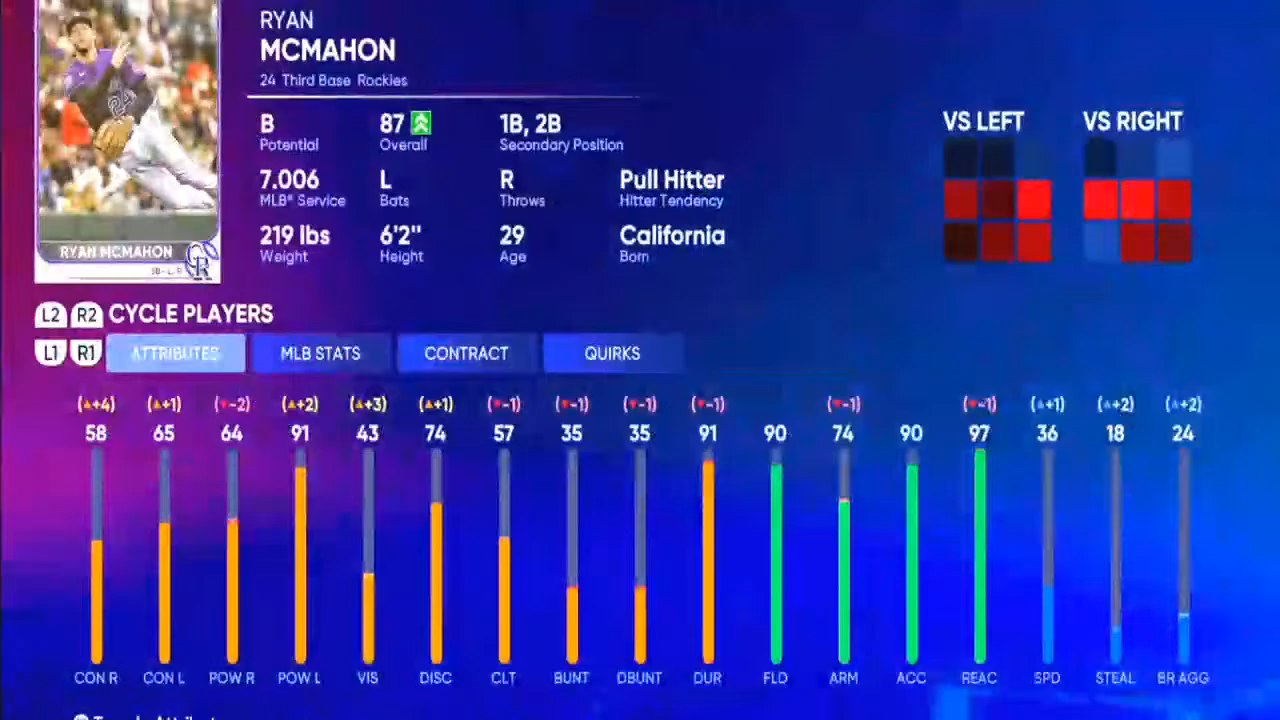 RYAN
MCMAHON
24 Third Base Rockies
B 87 1B, 2B
Potential Overall Secondary Position
7.006 L R Pull Hitter
MLB® Service Bats Throws Hitter Tendency
219 lbs 6'2" 29 California
Weight Height Age Born
VS LEFT VS RIGHT
24
RYAN MCMAHON
L2 R2 CYCLE PLAYERS
L1 R1 ATTRIBUTES MLB STATS CONTRACT QUIRKS
(+4) (+1) (-2) (+2) (+3) (+1) (-1) (-1) (-1) (-1) (-1) (-1) (+1) (+2) (+2)
58 65 64 91 43 74 57 35 35 91 90 74 90 97 36 18 24
CON R CON L POW R POW L VIS DISC CLT BUNT DBUNT DUR FLD ARM ACC REAC SPD STEAL BR AGG